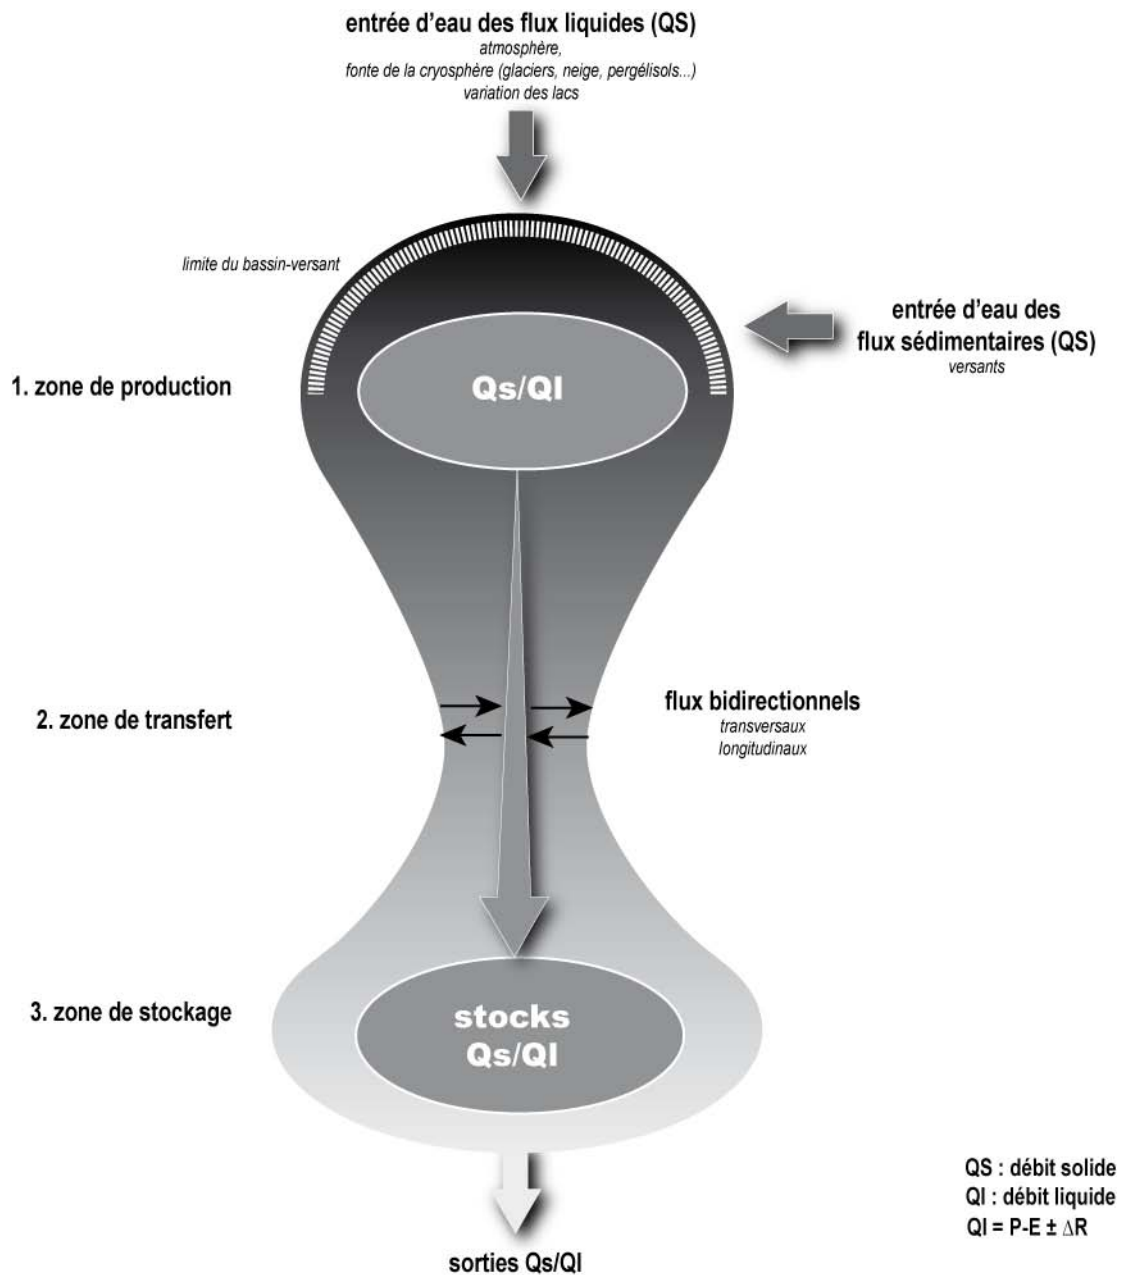 entrée d'eau des flux liquides (QS)
atmosphère,
fonte de la cryosphère (glaciers, neige, pergélisols...)
variation des lacs
limite du bassin-versant
entrée d'eau des
flux sédimentaires (QS)
versants
1. zone de production
Qs/Ql
2. zone de transfert
flux bidirectionnels
transversaux
longitudinaux
3. zone de stockage
stocks
Qs/Ql
QS : débit solide
Ql : débit liquide
Ql = P-E ± ΔR
sorties Qs/Ql